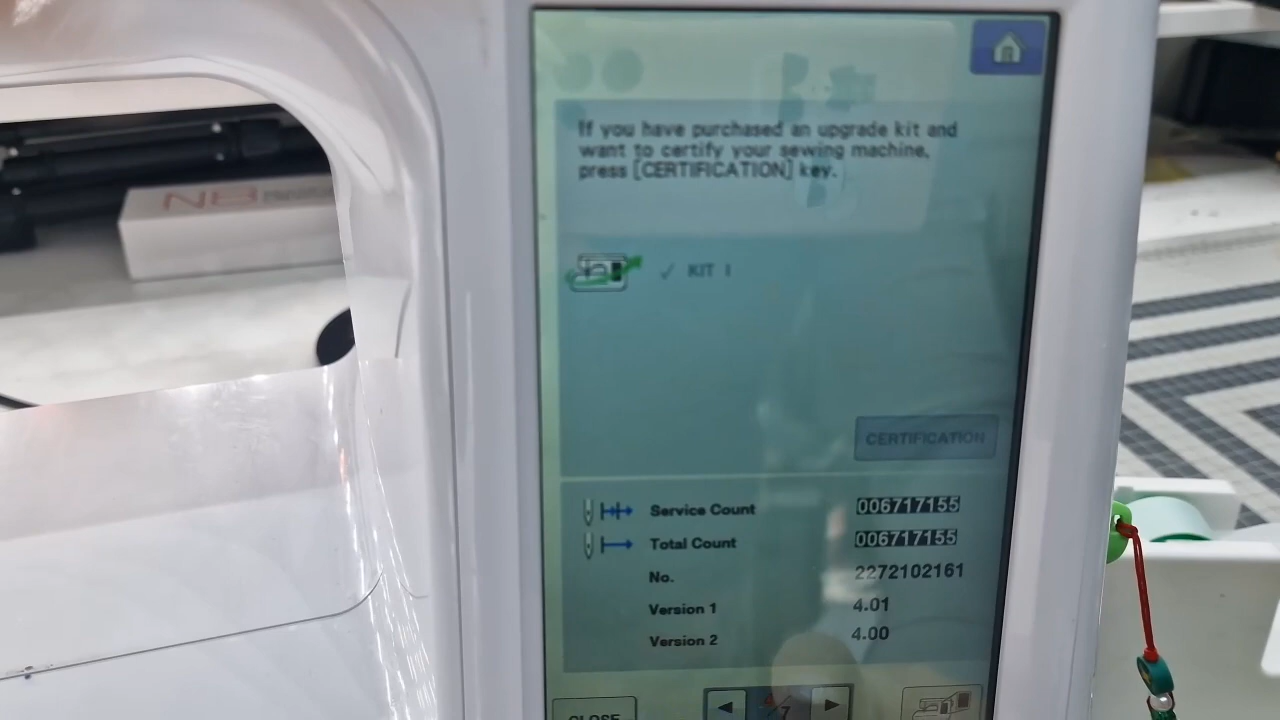 If you have purchased an upgrade kit and
want to certify your sewing machine,
press [CERTIFICATION] key.
✓ KIT I
CERTIFICATION
Service Count 006717155
Total Count 006717155
No. 2272102161
Version 1 4.01
Version 2 4.00
CLOSE